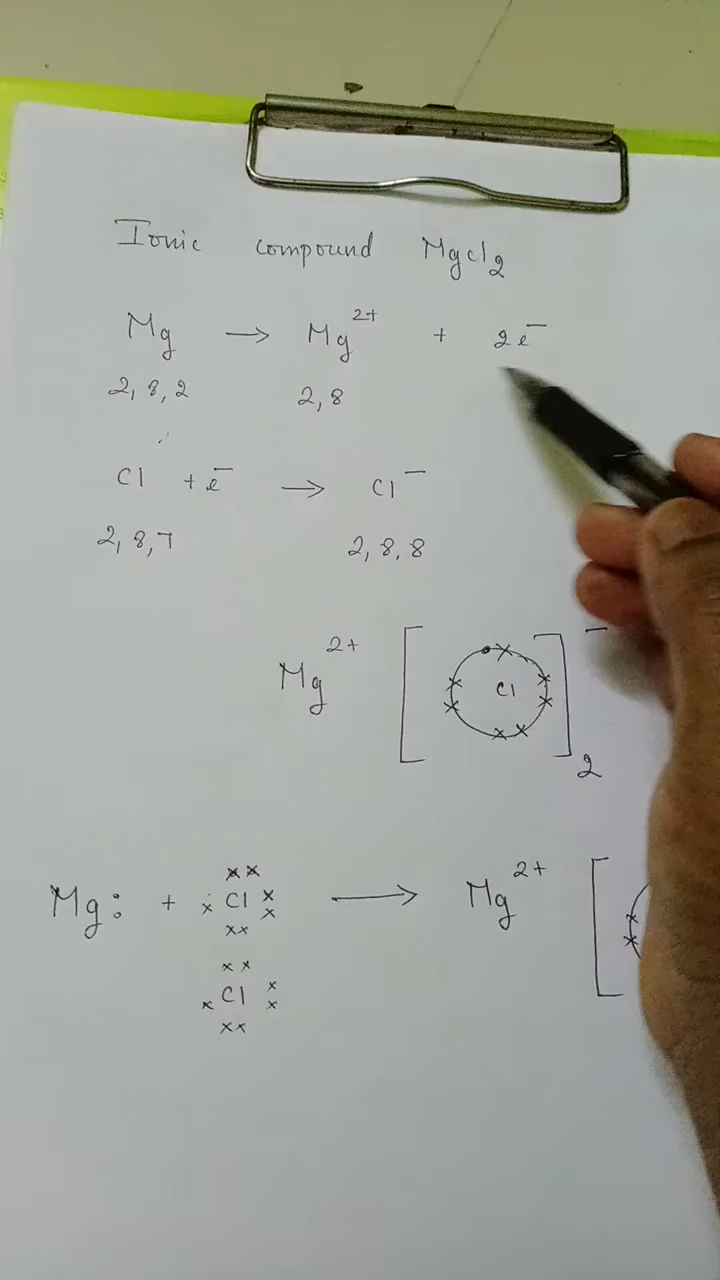 Ionic compound Mgcl2
Mg → Mg2+ + 2e−
2, 8, 2 2, 8
Cl + e− → Cl−
2, 8, 7 2, 8, 8
Mg2+ [Cl]2−
Mg: + Cl → Mg2+ [
Cl